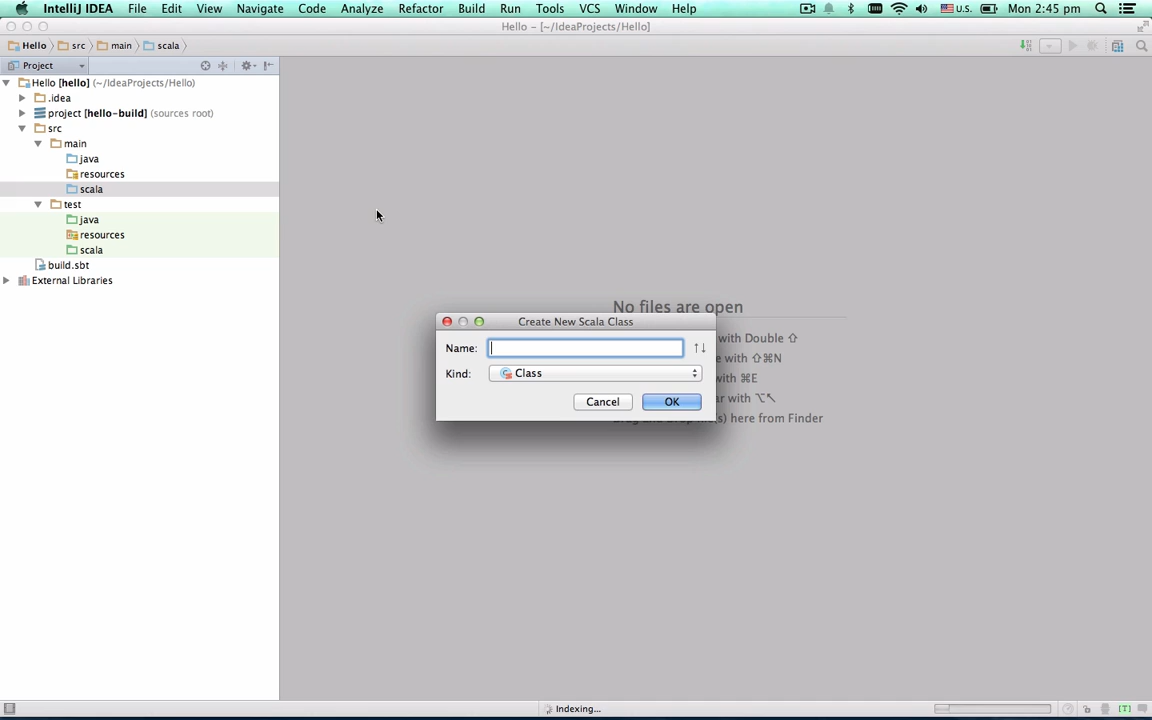 IntelliJ IDEA File Edit View Navigate Code Analyze Refactor Build Run Tools VCS Window Help U.S. Mon 2:45 pm
Hello – [~/IdeaProjects/Hello]
Hello src main scala
Project
Hello [hello] (~/IdeaProjects/Hello)
.idea
project [hello-build] (sources root)
src
main
java
resources
scala
test
java
resources
scala
build.sbt
External Libraries
No files are open
with Double ⇧
with ⇧⌘N
with ⌘E
with ⌥↖
here from Finder
Create New Scala Class
Name:
Kind: Class
Cancel OK
Indexing...
[T]